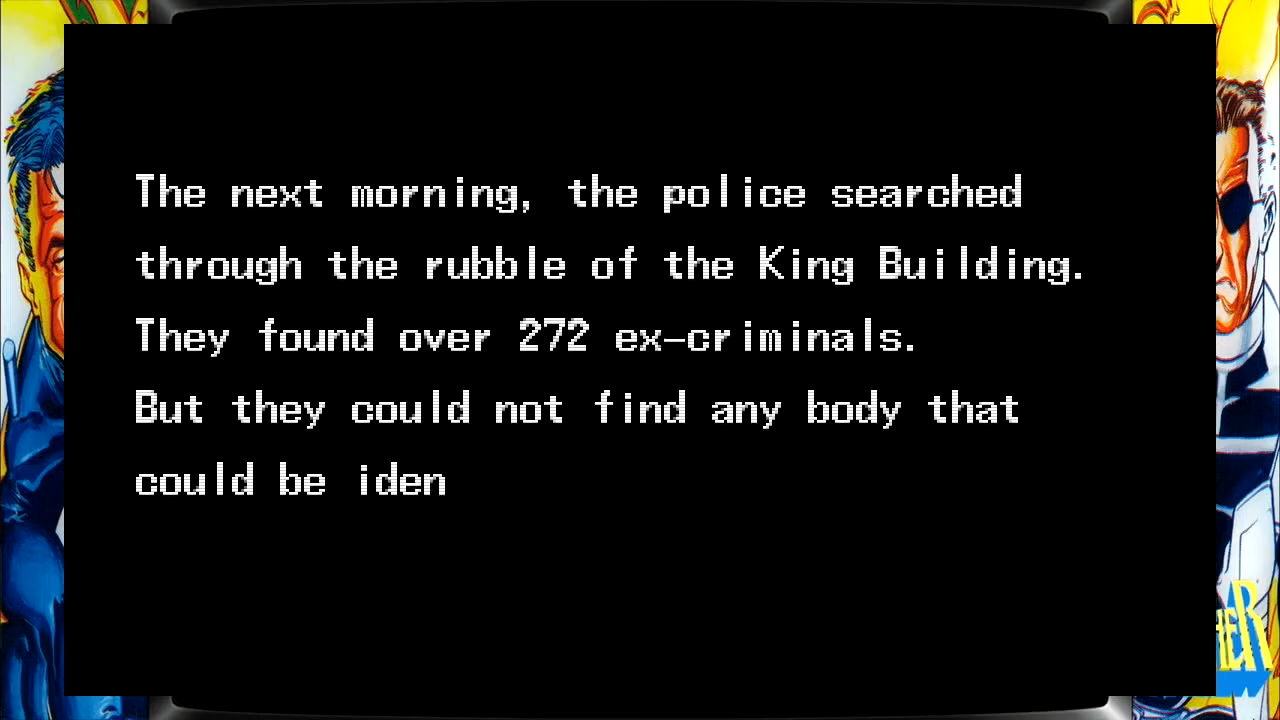 The next morning, the police searched
through the rubble of the King Building.
They found over 272 ex-criminals.
But they could not find any body that
could be iden